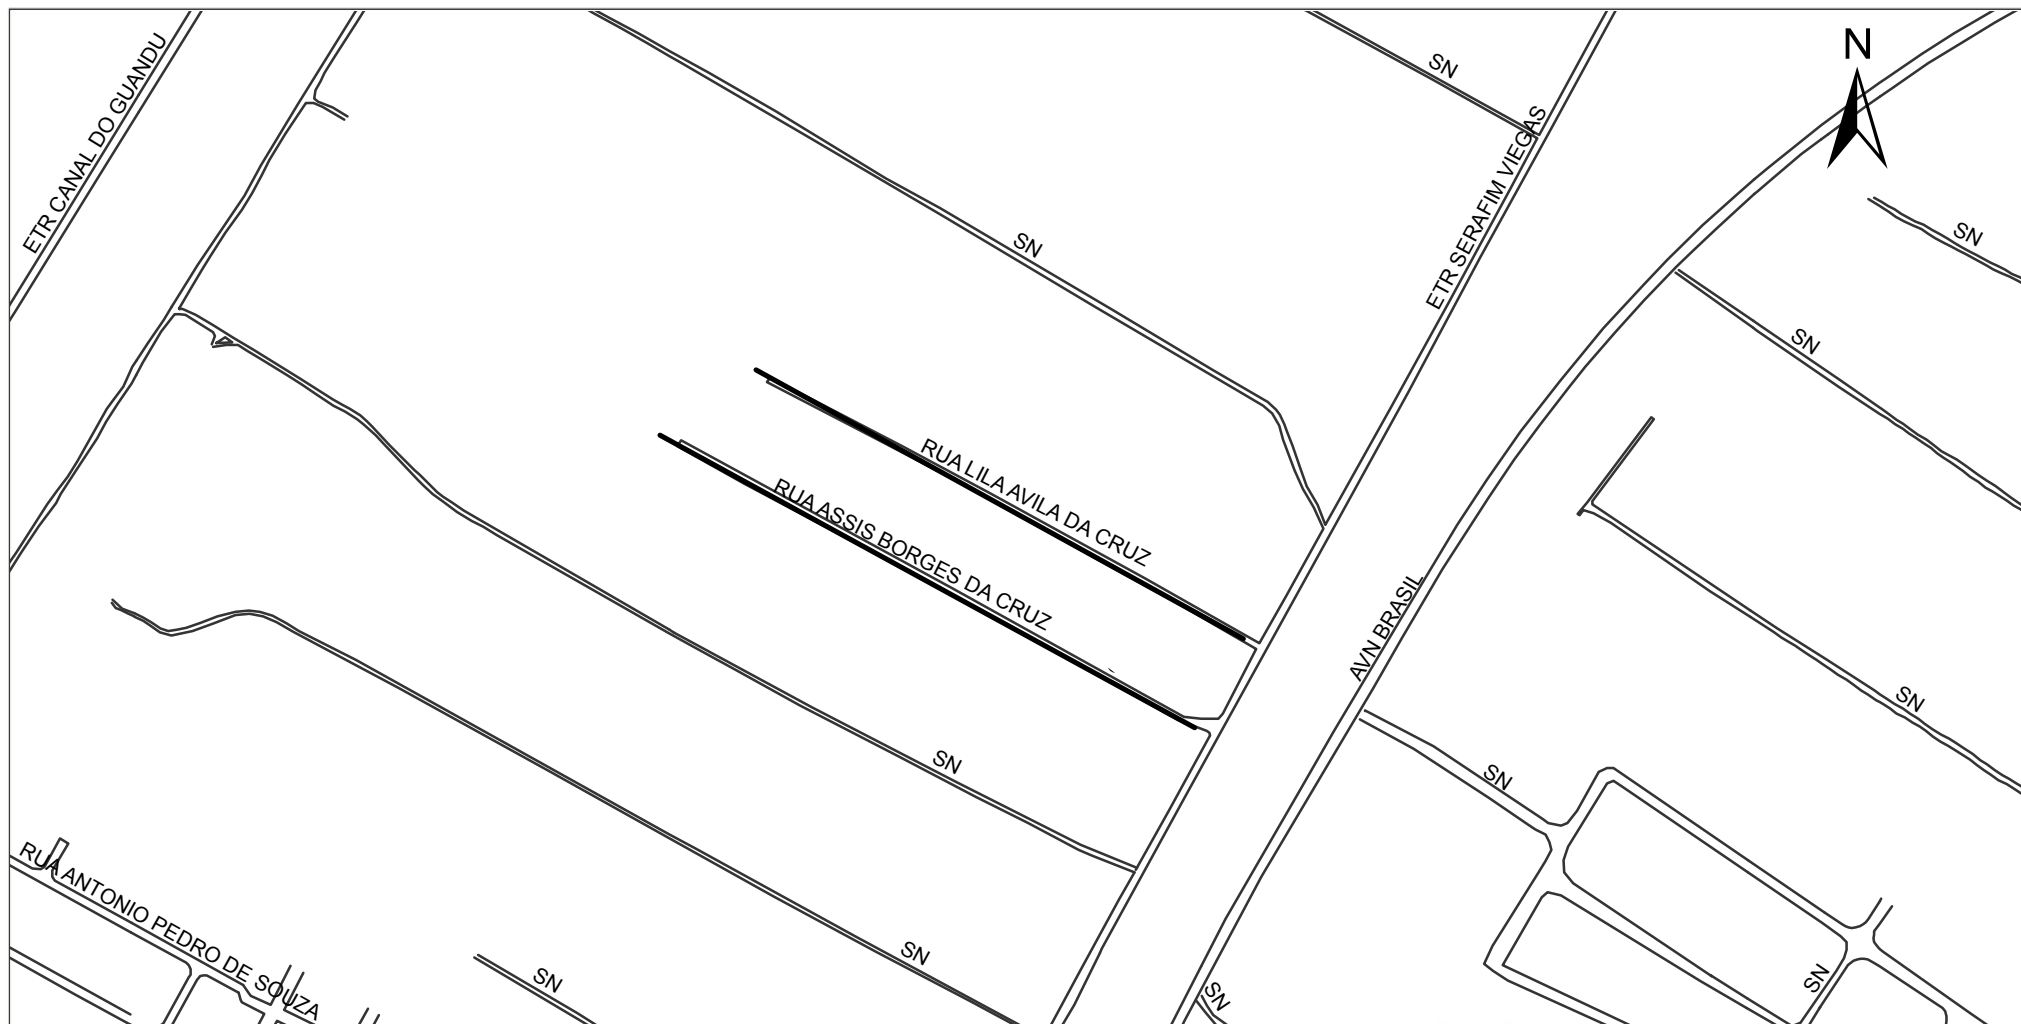 N
SN
ETR CANAL DO GUANDU
ETR SERAFIM VIEGAS
SN
SN
SN
RUA LILA AVILA DA CRUZ
RUA ASSIS BORGES DA CRUZ
AVN BRASIL
SN
SN
SN
RUA ANTONIO PEDRO DE SOUZA
SN
SN
SN
SN